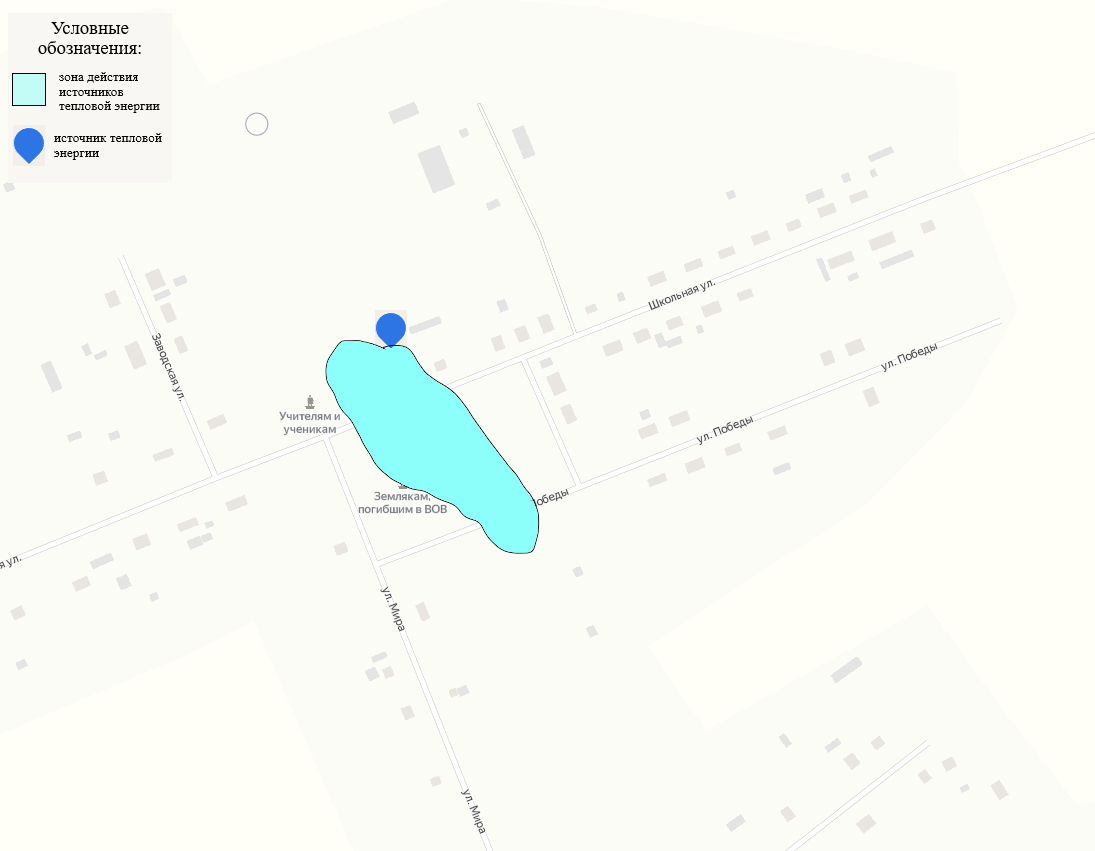 Условные
обозначения:
зона действия
источников
тепловой энергии
источник тепловой
энергии
Школьная ул.
Заводская ул.
ул. Победы
Учителям и
ученикам
ул. Победы
Землякам,
погибшим в ВОВ
Победы
я ул.
ул. Мира
ул. Мира